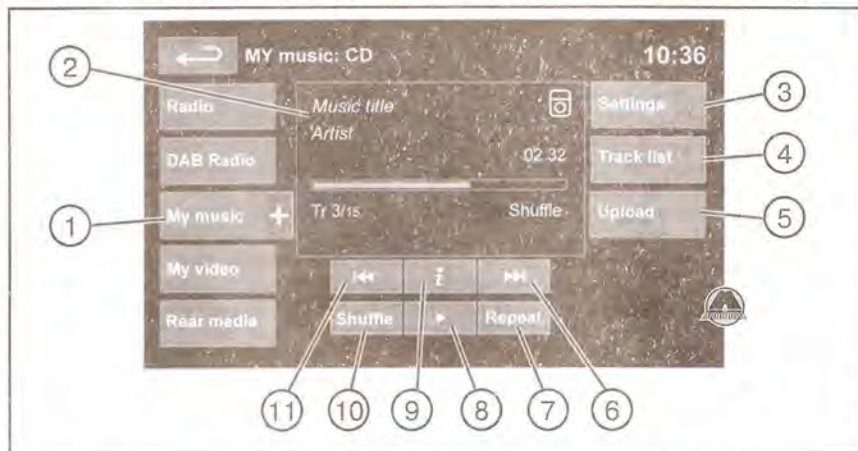 MY music: CD
10:36
Radio
DAB Radio
My music +
My video
Rear media
Music title
Artist
02 32
Tr 3/15
Shuffle
Settings
Track list
Upload
i
Shuffle
Repeat
1
2
3
4
5
6
7
8
9
10
11